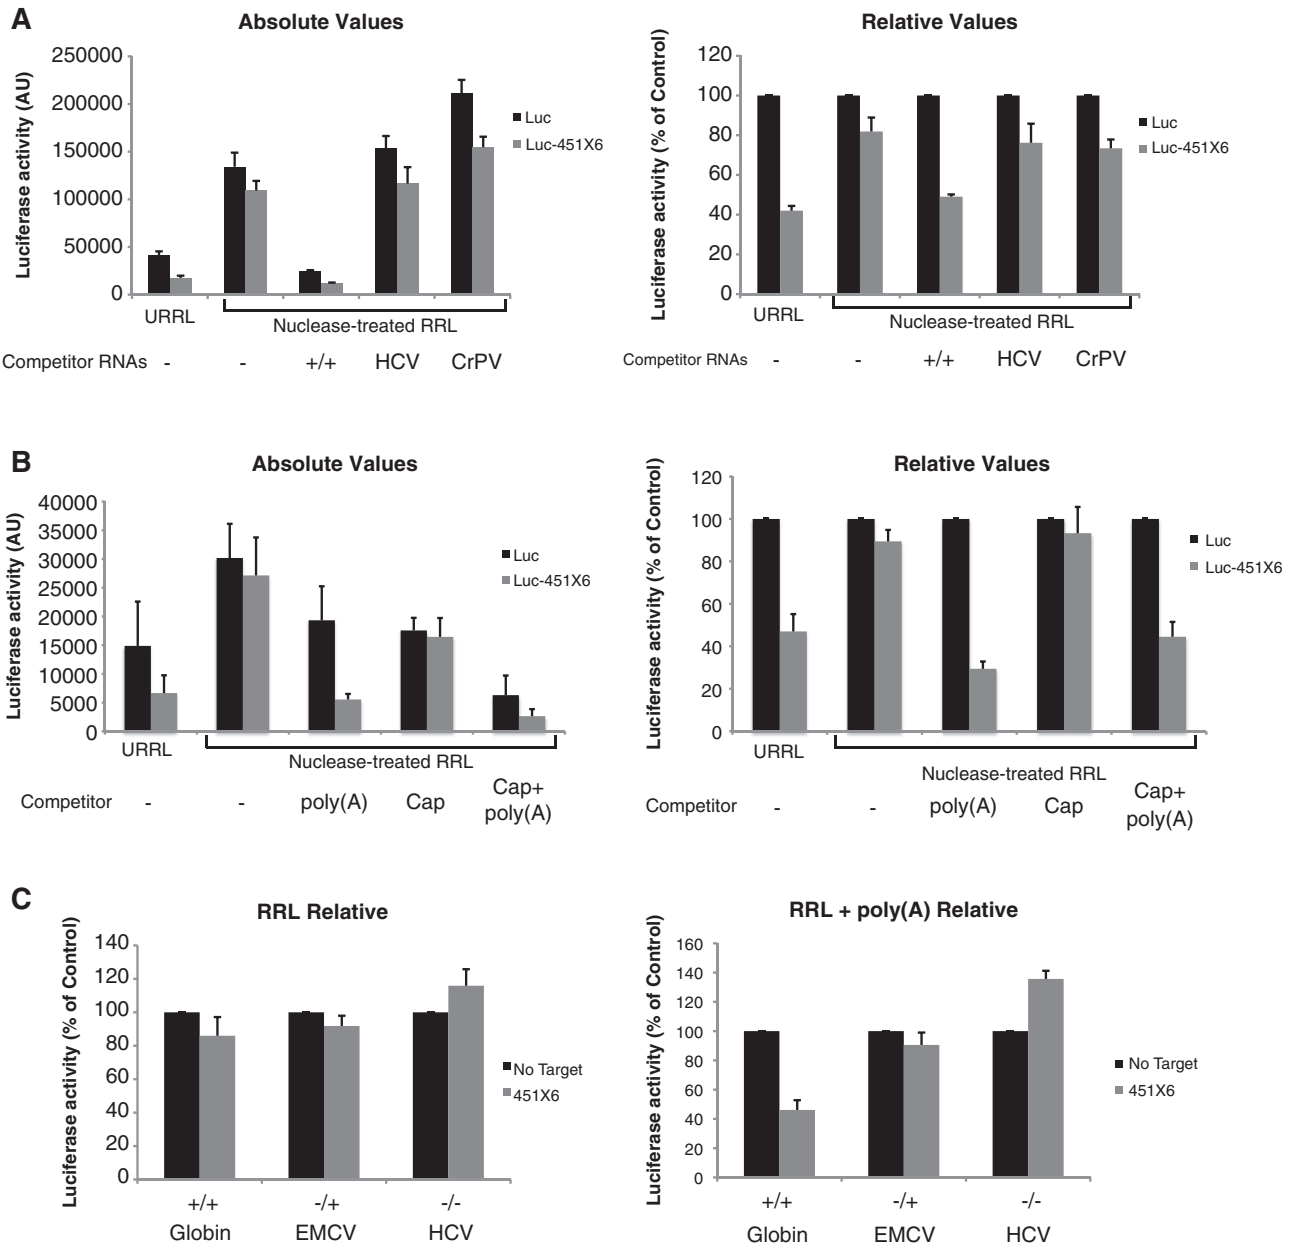 A
Absolute Values
Luciferase activity (AU)
250000
200000
150000
100000
50000
0
Luc
Luc-451X6
URRL
Nuclease-treated RRL
Competitor RNAs - - +/+ HCV CrPV
Relative Values
Luciferase activity (% of Control)
120
100
80
60
40
20
0
Luc
Luc-451X6
URRL
Nuclease-treated RRL
Competitor RNAs - - +/+ HCV CrPV
B
Absolute Values
Luciferase activity (AU)
40000
35000
30000
25000
20000
15000
10000
5000
0
Luc
Luc-451X6
URRL
Nuclease-treated RRL
Competitor - - poly(A) Cap Cap+
poly(A)
Relative Values
Luciferase activity (% of Control)
120
100
80
60
40
20
0
Luc
Luc-451X6
URRL
Nuclease-treated RRL
Competitor - - poly(A) Cap Cap+
poly(A)
C
RRL Relative
Luciferase activity (% of Control)
140
120
100
80
60
40
20
0
No Target
451X6
+/+ -/+ -/-
Globin EMCV HCV
RRL + poly(A) Relative
Luciferase activity (% of Control)
160
140
120
100
80
60
40
20
0
No Target
451X6
+/+ -/+ -/-
Globin EMCV HCV